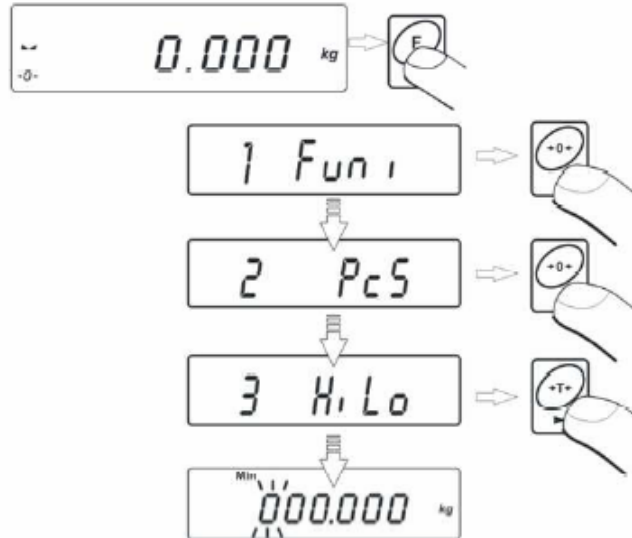 -0- 0.000 kg F
1 Funi →0←
2 PcS →0←
3 HiLo →T←
Min
000.000 kg